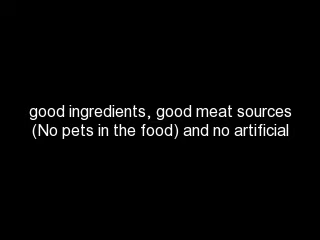 good ingredients, good meat sources
(No pets in the food) and no artificial